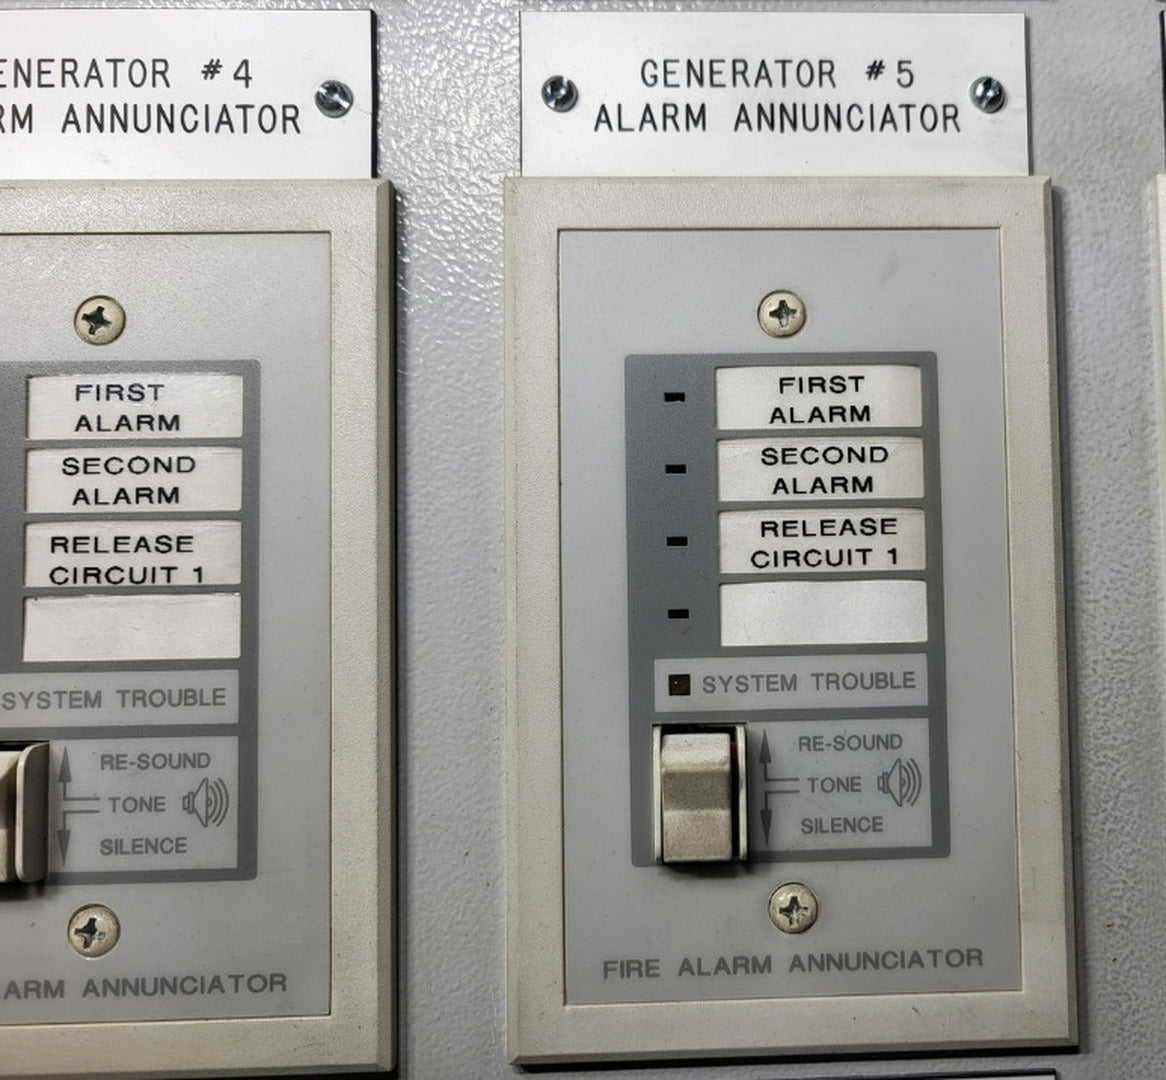 ENERATOR #4
RM ANNUNCIATOR
FIRST
ALARM
SECOND
ALARM
RELEASE
CIRCUIT 1
SYSTEM TROUBLE
RE-SOUND
TONE
SILENCE
ARM ANNUNCIATOR
GENERATOR #5
ALARM ANNUNCIATOR
FIRST
ALARM
SECOND
ALARM
RELEASE
CIRCUIT 1
SYSTEM TROUBLE
RE-SOUND
TONE
SILENCE
FIRE ALARM ANNUNCIATOR